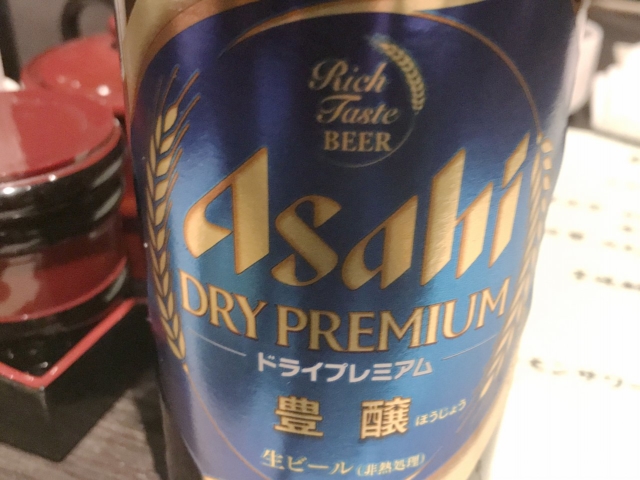 Rich
Taste
BEER
Asahi
DRY PREMIUM
ドライプレミアム
豊醸 ほうじょう
生ビール (非熱処理)